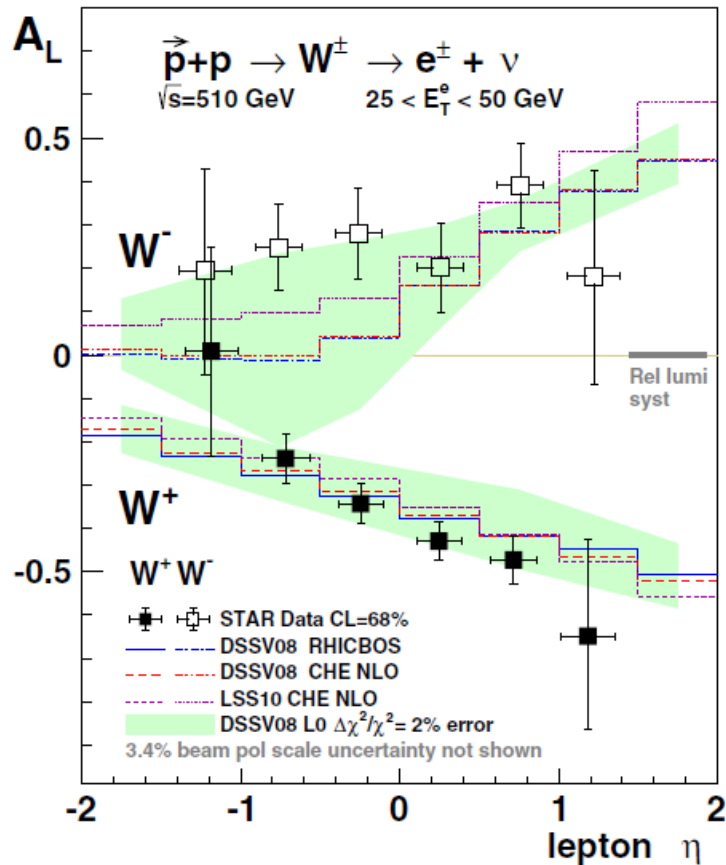 A_L
p⃗+p → W^± → e^± + ν
√s=510 GeV 25 < E_T^e < 50 GeV
0.5
W⁻
0
Rel lumi
syst
W⁺
-0.5
W⁺ W⁻
STAR Data CL=68%
DSSV08 RHICBOS
DSSV08 CHE NLO
LSS10 CHE NLO
DSSV08 L0 Δχ²/χ²= 2% error
3.4% beam pol scale uncertainty not shown
-2 -1 0 1 2
lepton η